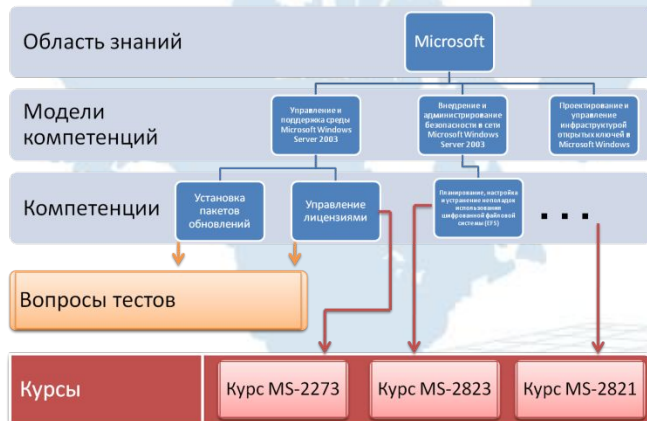 Область знаний
Microsoft
Модели
компетенций
Управление и
поддержка среды
Microsoft Windows
Server 2003
Внедрение и
администрирование
безопасности в сети
Microsoft Windows
Server 2003
Проектирование и
управление
инфраструктурой
открытых ключей в
Microsoft Windows
Компетенции
Установка
пакетов
обновлений
Управление
лицензиями
Планирование, настройка
и устранение неполадок
использования
шифрованной файловой
системы (EFS)
...
Вопросы тестов
Курсы
Курс MS-2273
Курс MS-2823
Курс MS-2821